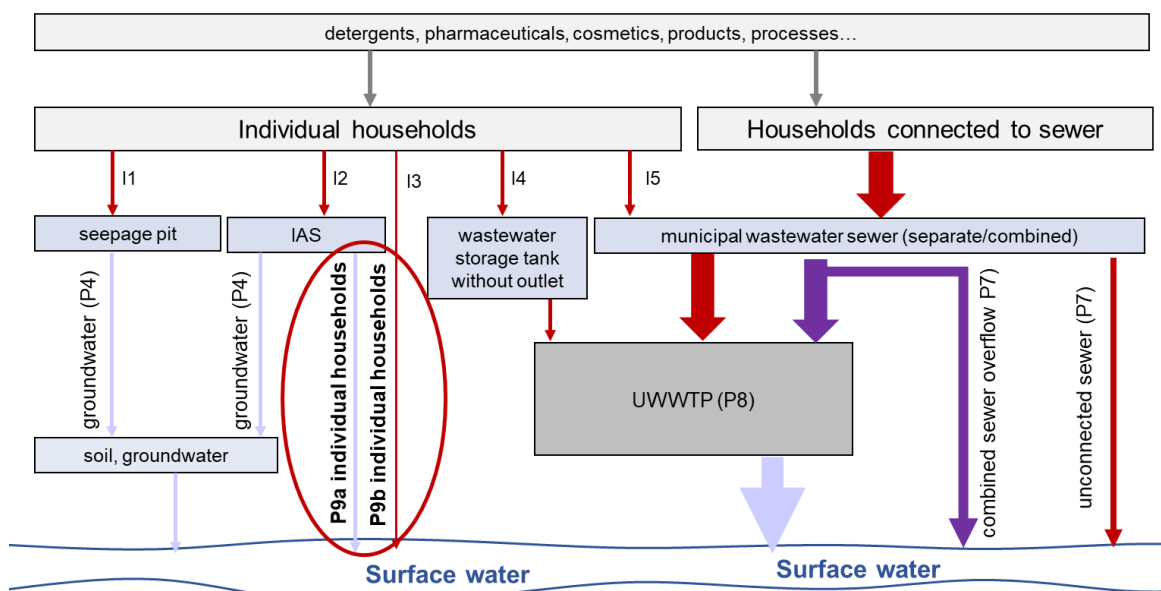 detergents, pharmaceuticals, cosmetics, products, processes…
Individual households
Households connected to sewer
I1
I2
I3
I4
I5
seepage pit
IAS
wastewater
storage tank
without outlet
municipal wastewater sewer (separate/combined)
groundwater (P4)
groundwater (P4)
P9a individual households
P9b individual households
UWWTP (P8)
combined sewer overflow P7)
unconnected sewer (P7)
soil, groundwater
Surface water
Surface water